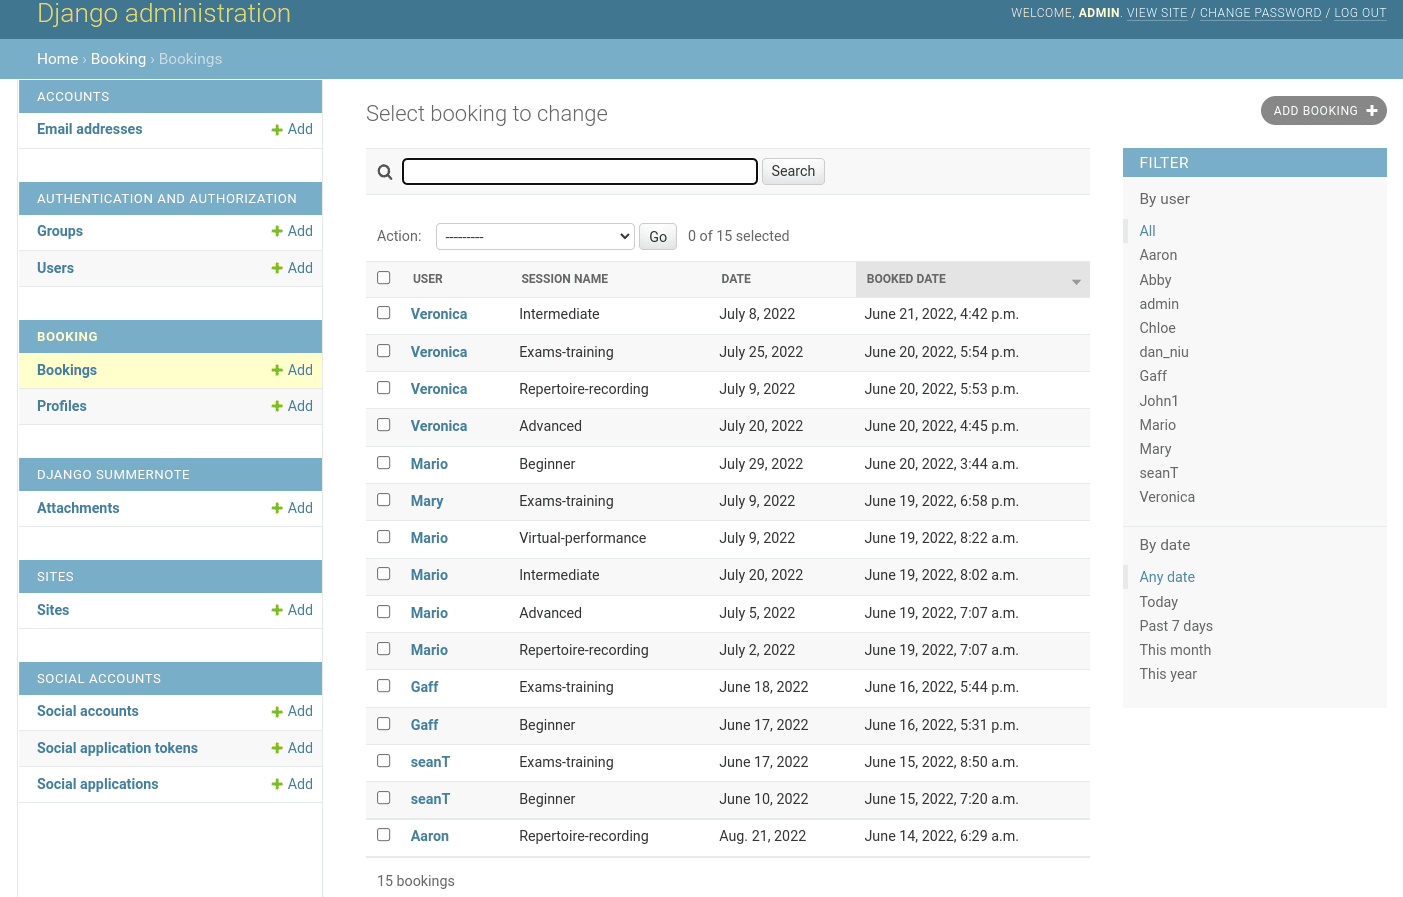 Django administration
WELCOME, ADMIN. VIEW SITE / CHANGE PASSWORD / LOG OUT
Home › Booking › Bookings
ACCOUNTS
Email addresses Add
AUTHENTICATION AND AUTHORIZATION
Groups Add
Users Add
BOOKING
Bookings Add
Profiles Add
DJANGO SUMMERNOTE
Attachments Add
SITES
Sites Add
SOCIAL ACCOUNTS
Social accounts Add
Social application tokens Add
Social applications Add
Select booking to change
ADD BOOKING
Search
Action: --------- Go 0 of 15 selected
USER SESSION NAME DATE BOOKED DATE
Veronica Intermediate July 8, 2022 June 21, 2022, 4:42 p.m.
Veronica Exams-training July 25, 2022 June 20, 2022, 5:54 p.m.
Veronica Repertoire-recording July 9, 2022 June 20, 2022, 5:53 p.m.
Veronica Advanced July 20, 2022 June 20, 2022, 4:45 p.m.
Mario Beginner July 29, 2022 June 20, 2022, 3:44 a.m.
Mary Exams-training July 9, 2022 June 19, 2022, 6:58 p.m.
Mario Virtual-performance July 9, 2022 June 19, 2022, 8:22 a.m.
Mario Intermediate July 20, 2022 June 19, 2022, 8:02 a.m.
Mario Advanced July 5, 2022 June 19, 2022, 7:07 a.m.
Mario Repertoire-recording July 2, 2022 June 19, 2022, 7:07 a.m.
Gaff Exams-training June 18, 2022 June 16, 2022, 5:44 p.m.
Gaff Beginner June 17, 2022 June 16, 2022, 5:31 p.m.
seanT Exams-training June 17, 2022 June 15, 2022, 8:50 a.m.
seanT Beginner June 10, 2022 June 15, 2022, 7:20 a.m.
Aaron Repertoire-recording Aug. 21, 2022 June 14, 2022, 6:29 a.m.
15 bookings
FILTER
By user
All
Aaron
Abby
admin
Chloe
dan_niu
Gaff
John1
Mario
Mary
seanT
Veronica
By date
Any date
Today
Past 7 days
This month
This year